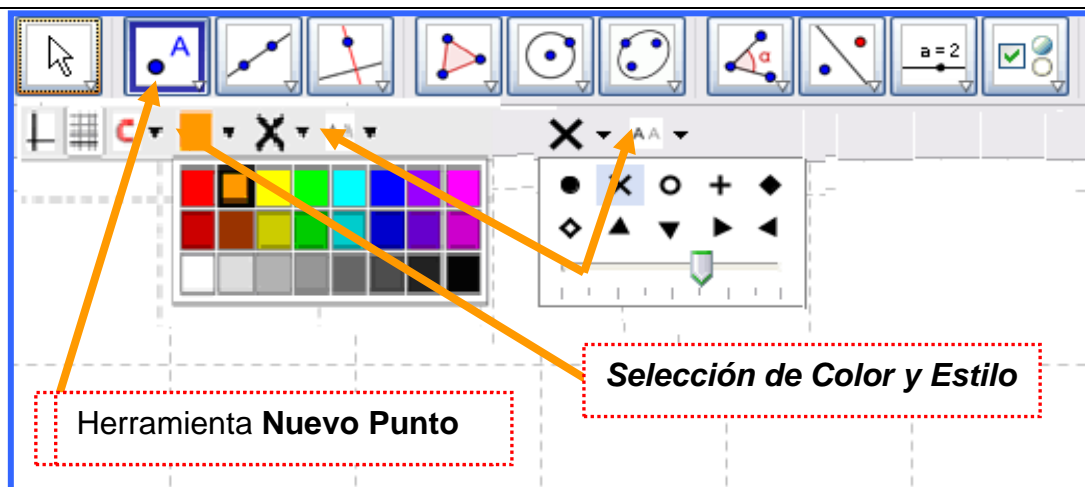 A
α
a = 2
A A
A A
Selección de Color y Estilo
Herramienta Nuevo Punto